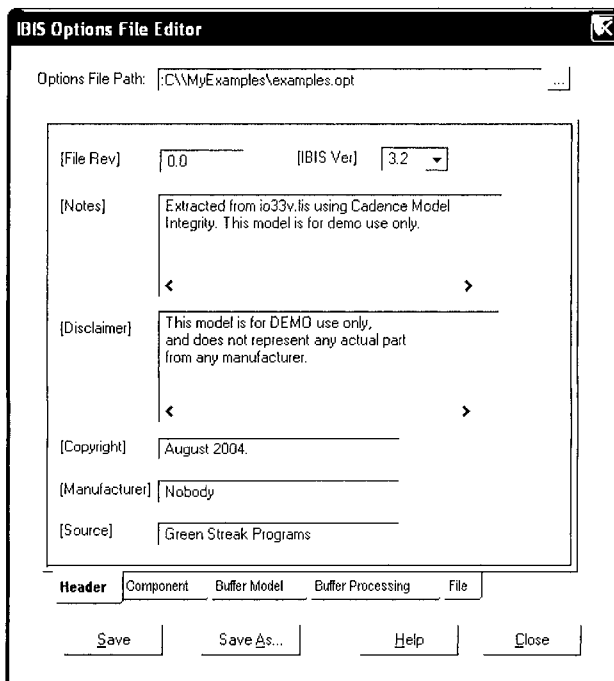 IBIS Options File Editor
Options File Path: :C\\MyExamples\examples.opt ...
[File Rev] 0.0 [IBIS Ver] 3.2
[Notes] Extracted from io33v.lis using Cadence Model
Integrity. This model is for demo use only.
< >
[Disclaimer] This model is for DEMO use only,
and does not represent any actual part
from any manufacturer.
< >
[Copyright] August 2004.
[Manufacturer] Nobody
[Source] Green Streak Programs
Header Component Buffer Model Buffer Processing File
Save Save As... Help Close